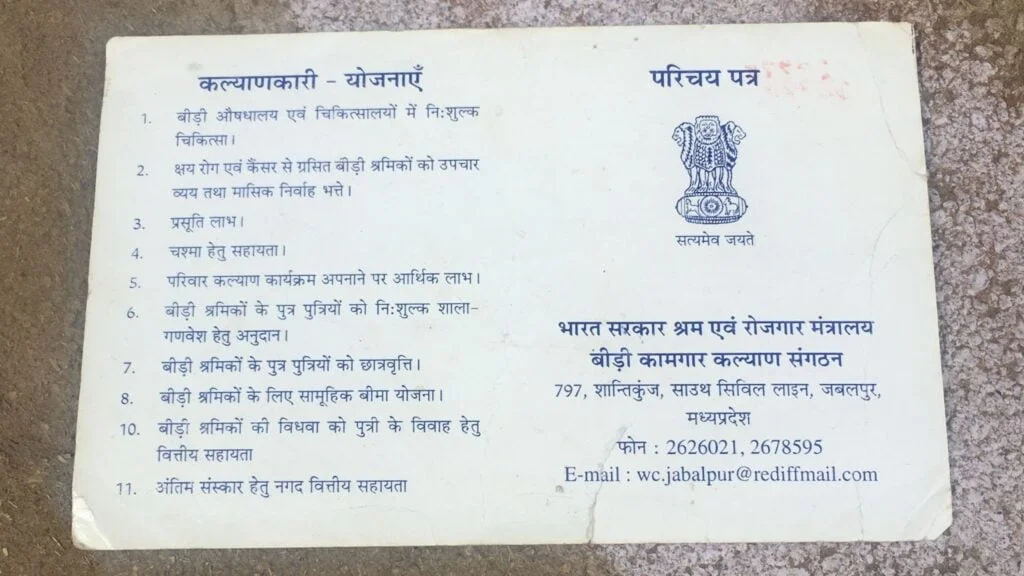 कल्याणकारी - योजनाएँ
1. बीड़ी औषधालय एवं चिकित्सालयों में नि:शुल्क
चिकित्सा।
2. क्षय रोग एवं कैंसर से ग्रसित बीड़ी श्रमिकों को उपचार
व्यय तथा मासिक निर्वाह भत्ते।
3. प्रसूति लाभ।
4. चश्मा हेतु सहायता।
5. परिवार कल्याण कार्यक्रम अपनाने पर आर्थिक लाभ।
6. बीड़ी श्रमिकों के पुत्र पुत्रियों को नि:शुल्क शाला-
गणवेश हेतु अनुदान।
7. बीड़ी श्रमिकों के पुत्र पुत्रियों को छात्रवृत्ति।
8. बीड़ी श्रमिकों के लिए सामूहिक बीमा योजना।
10. बीड़ी श्रमिकों की विधवा को पुत्री के विवाह हेतु
वित्तीय सहायता
11. अंतिम संस्कार हेतु नगद वित्तीय सहायता
परिचय पत्र
सत्यमेव जयते
भारत सरकार श्रम एवं रोजगार मंत्रालय
बीड़ी कामगार कल्याण संगठन
797, शान्तिकुंज, साउथ सिविल लाइन, जबलपुर,
मध्यप्रदेश
फोन : 2626021, 2678595
E-mail : wc.jabalpur@rediffmail.com